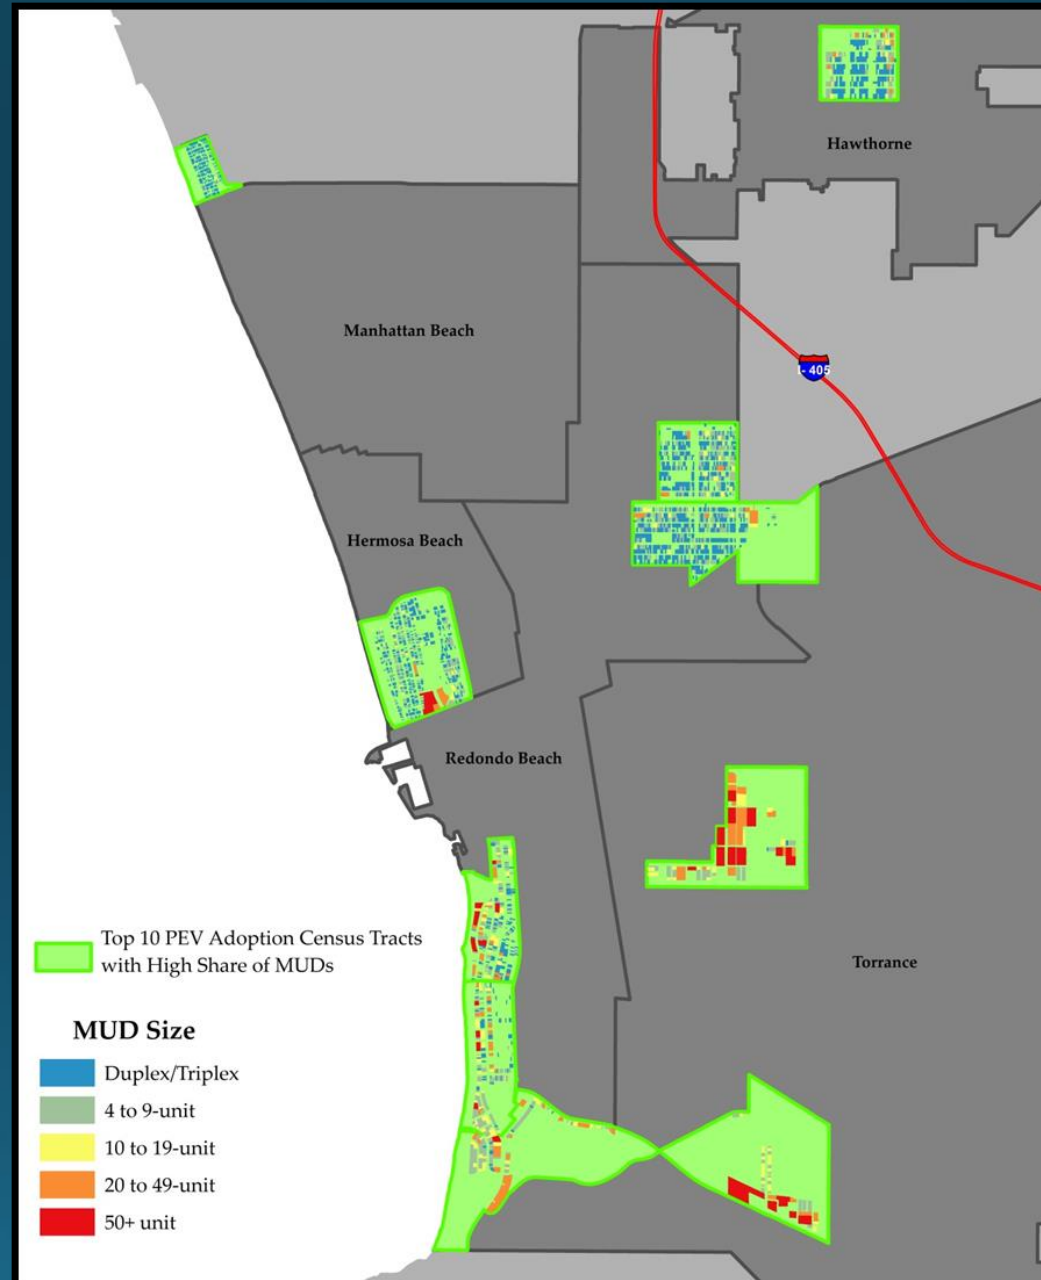 Hawthorne
Manhattan Beach
I- 405
Hermosa Beach
Redondo Beach
Torrance
Top 10 PEV Adoption Census Tracts
with High Share of MUDs
MUD Size
Duplex/Triplex
4 to 9-unit
10 to 19-unit
20 to 49-unit
50+ unit